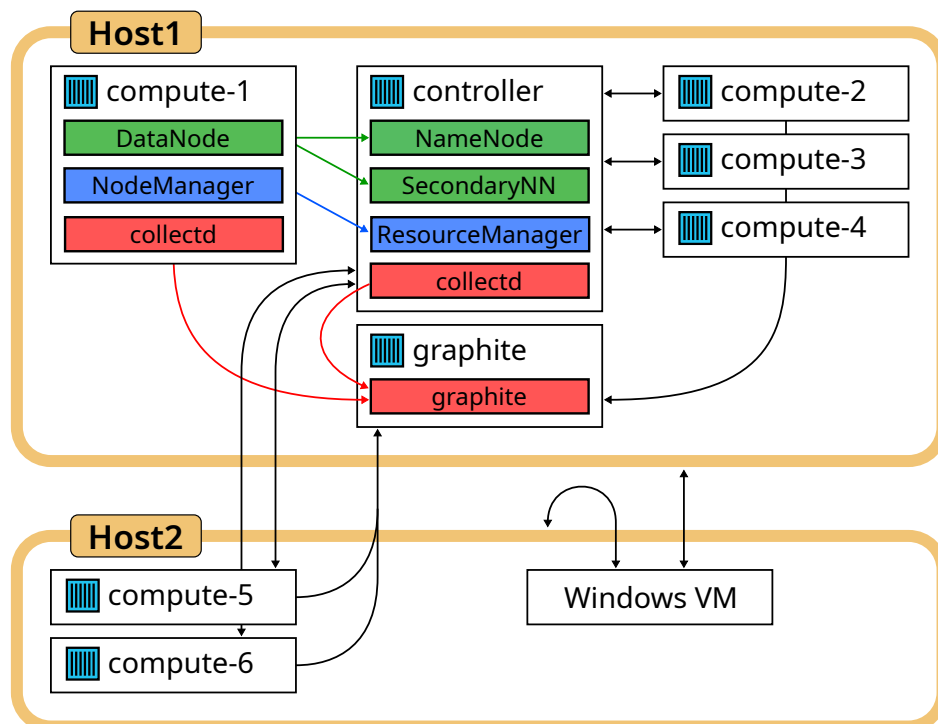 Host1
compute-1
DataNode
NodeManager
collectd
controller
NameNode
SecondaryNN
ResourceManager
collectd
graphite
graphite
compute-2
compute-3
compute-4
Host2
compute-5
compute-6
Windows VM